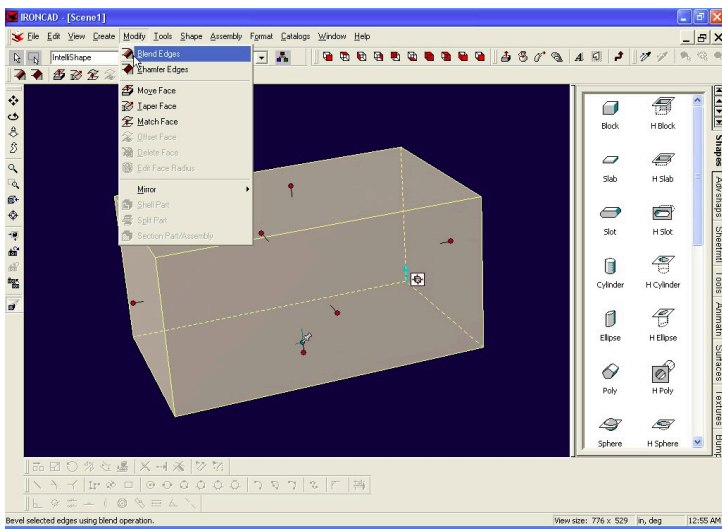 IRONCAD - [Scene1]
File Edit View Create Modify Tools Shape Assembly Format Catalogs Window Help
IntelliShape
Blend Edges
Chamfer Edges
Move Face
Taper Face
Match Face
Offset Face
Delete Face
Edit Face Radius
Mirror
Shell Part
Split Part
Section Part/Assembly
Block
H Block
Slab
H Slab
Slot
H Slot
Cylinder
H Cylinder
Ellipse
H Ellipse
Poly
H Poly
Sphere
H Sphere
Shapes
Advshap
Sheetmtl
Tools
Animatn
Surfaces
Textures
Bump
Bevel selected edges using blend operation.
View size: 776 x 529 in, deg 12:55 AM